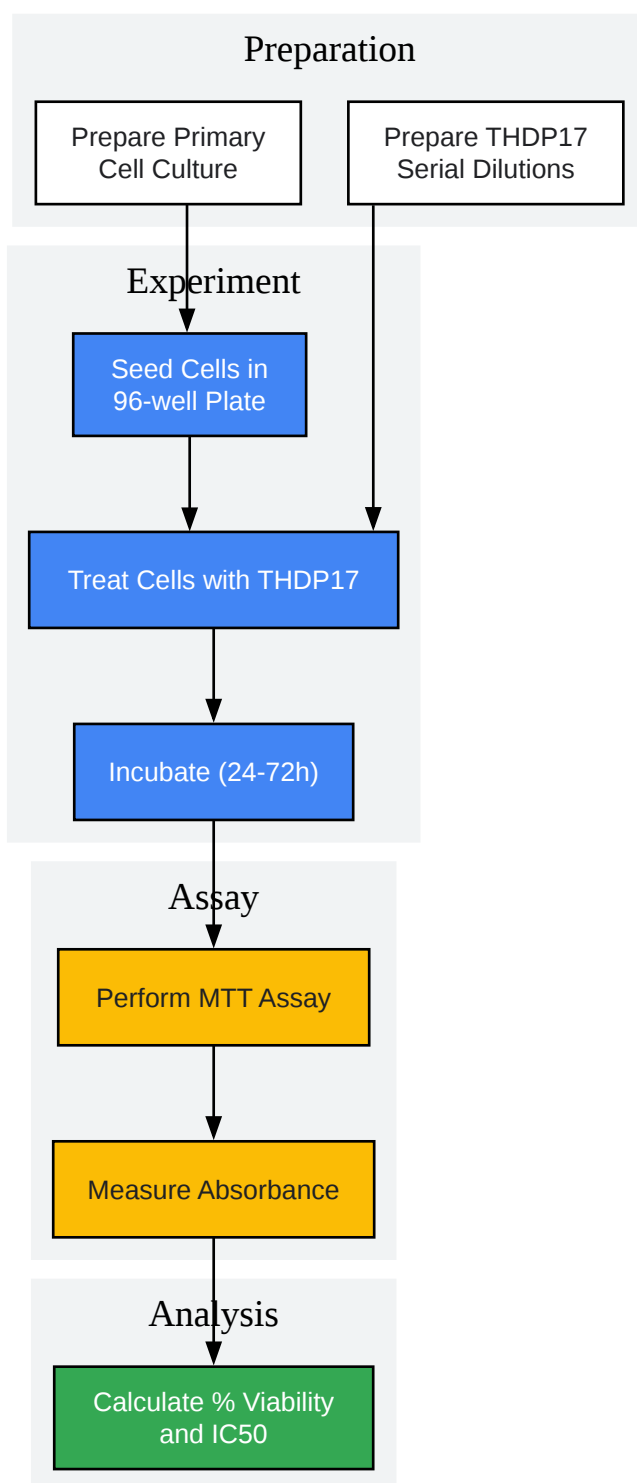 Preparation
Prepare Primary
Cell Culture
Prepare THDP17
Serial Dilutions
Experiment
Seed Cells in
96-well Plate
Treat Cells with THDP17
Incubate (24-72h)
Assay
Perform MTT Assay
Measure Absorbance
Analysis
Calculate % Viability
and IC50